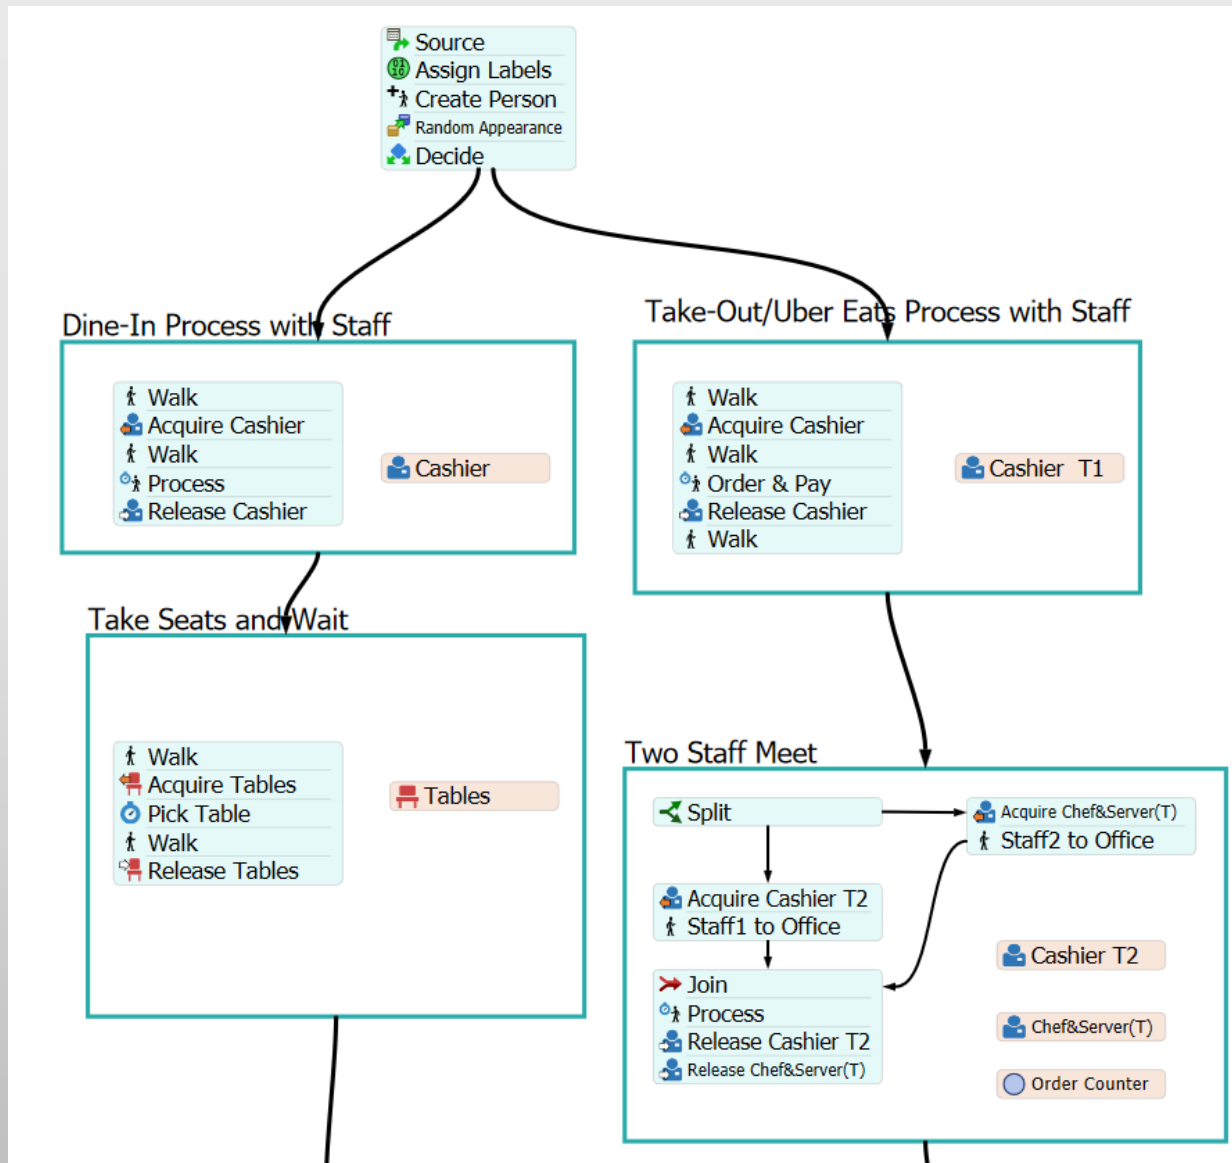 Source
Assign Labels
Create Person
Random Appearance
Decide
Dine-In Process with Staff
Walk
Acquire Cashier
Walk
Process
Release Cashier
Cashier
Take-Out/Uber Eats Process with Staff
Walk
Acquire Cashier
Walk
Order & Pay
Release Cashier
Walk
Cashier T1
Take Seats and Wait
Walk
Acquire Tables
Pick Table
Walk
Release Tables
Tables
Two Staff Meet
Split
Acquire Chef&Server(T)
Staff2 to Office
Acquire Cashier T2
Staff1 to Office
Join
Process
Release Cashier T2
Release Chef&Server(T)
Cashier T2
Chef&Server(T)
Order Counter